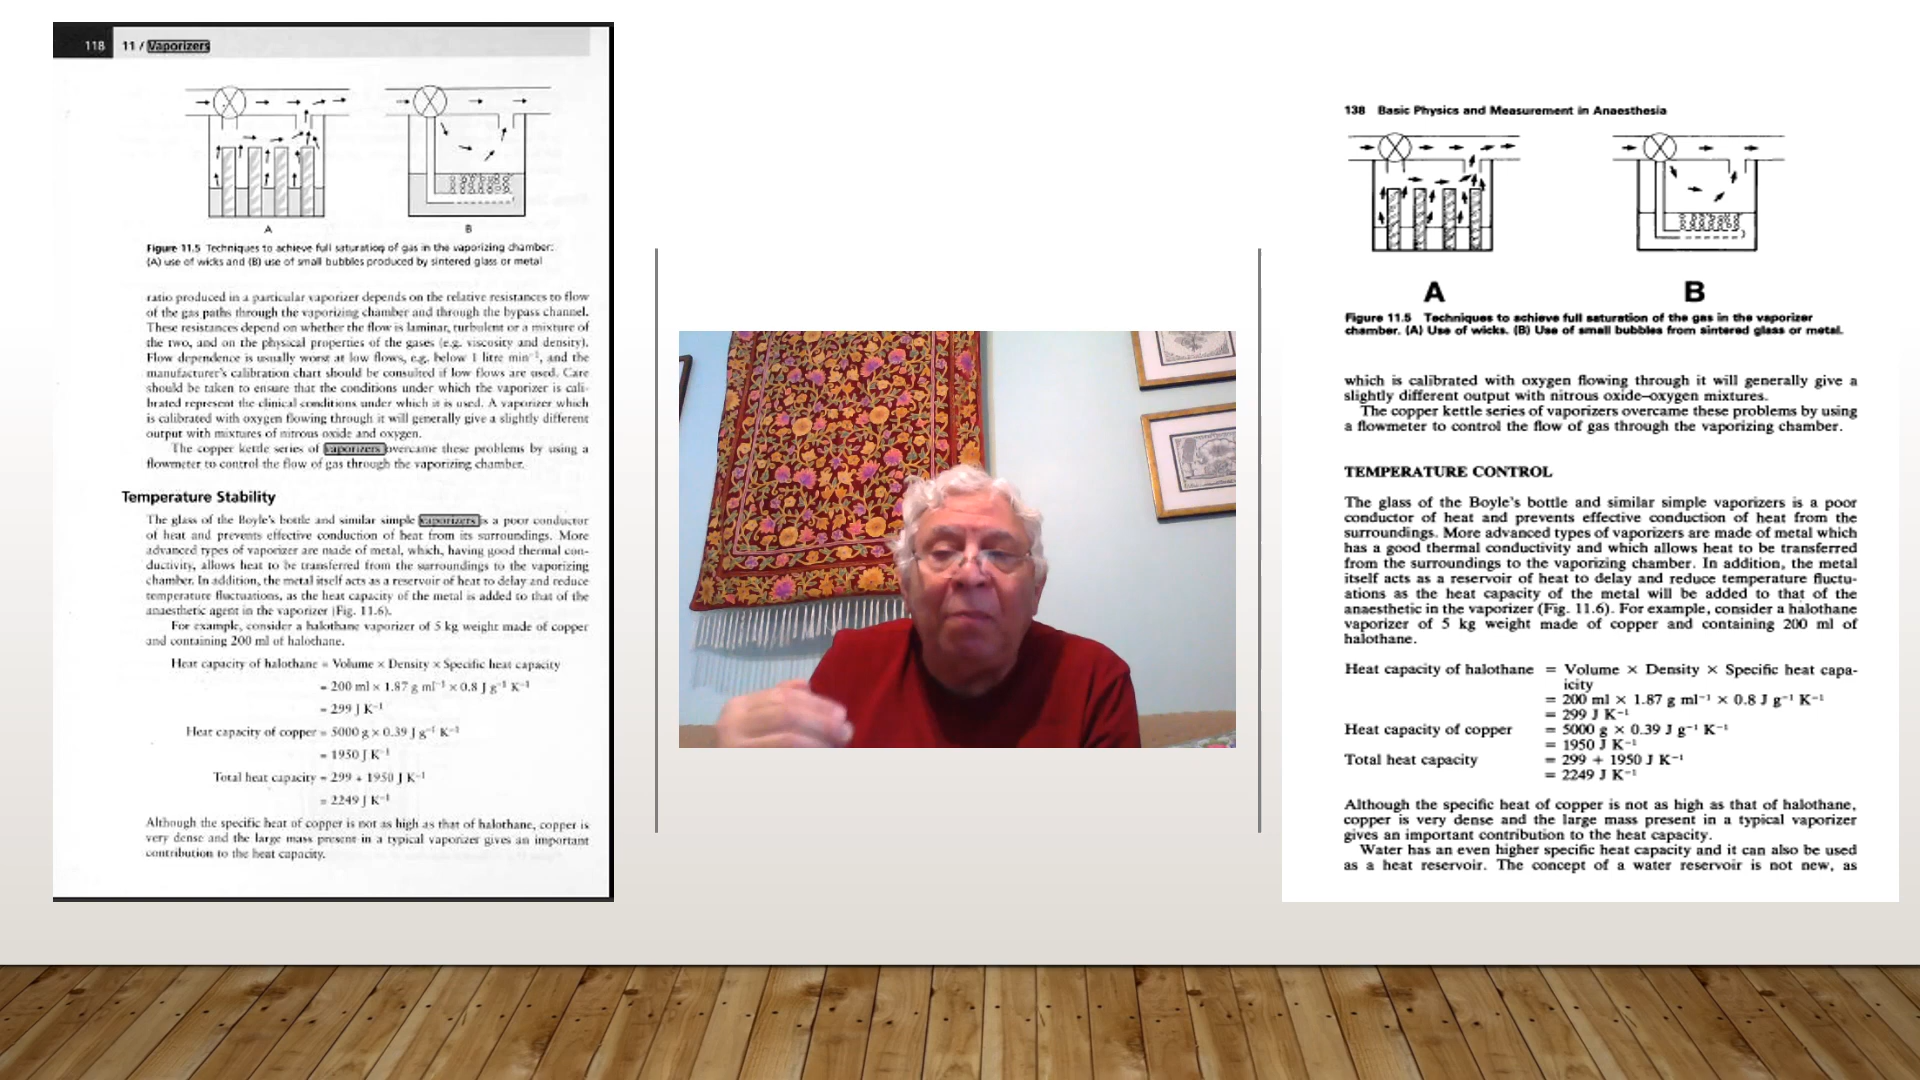 118 11 / Vaporizers
A B
Figure 11.5 Techniques to achieve full saturation of gas in the vaporizing chamber:
(A) use of wicks and (B) use of small bubbles produced by sintered glass or metal
ratio produced in a particular vaporizer depends on the relative resistances to flow
of the gas paths through the vaporizing chamber and through the bypass channel.
These resistances depend on whether the flow is laminar, turbulent or a mixture of
the two, and on the physical properties of the gases (e.g. viscosity and density).
Flow dependence is usually worst at low flows, e.g. below 1 litre min⁻¹, and the
manufacturer's calibration chart should be consulted if low flows are used. Care
should be taken to ensure that the conditions under which the vaporizer is cali-
brated represent the clinical conditions under which it is used. A vaporizer which
is calibrated with oxygen flowing through it will generally give a slightly different
output with mixtures of nitrous oxide and oxygen.
The copper kettle series of vaporizers overcame these problems by using a
flowmeter to control the flow of gas through the vaporizing chamber.
Temperature Stability
The glass of the Boyle's bottle and similar simple vaporizers is a poor conductor
of heat and prevents effective conduction of heat from its surroundings. More
advanced types of vaporizer are made of metal, which, having good thermal con-
ductivity, allows heat to be transferred from the surroundings to the vaporizing
chamber. In addition, the metal itself acts as a reservoir of heat to delay and reduce
temperature fluctuations, as the heat capacity of the metal is added to that of the
anaesthetic agent in the vaporizer (Fig. 11.6).
For example, consider a halothane vaporizer of 5 kg weight made of copper
and containing 200 ml of halothane.
Heat capacity of halothane = Volume × Density × Specific heat capacity
= 200 ml × 1.87 g ml⁻¹ × 0.8 J g⁻¹ K⁻¹
= 299 J K⁻¹
Heat capacity of copper = 5000 g × 0.39 J g⁻¹ K⁻¹
= 1950 J K⁻¹
Total heat capacity = 299 + 1950 J K⁻¹
= 2249 J K⁻¹
Although the specific heat of copper is not as high as that of halothane, copper is
very dense and the large mass present in a typical vaporizer gives an important
contribution to the heat capacity.
138 Basic Physics and Measurement in Anaesthesia
A B
Figure 11.5 Techniques to achieve full saturation of the gas in the vaporizer
chamber. (A) Use of wicks. (B) Use of small bubbles from sintered glass or metal.
which is calibrated with oxygen flowing through it will generally give a
slightly different output with nitrous oxide–oxygen mixtures.
The copper kettle series of vaporizers overcame these problems by using
a flowmeter to control the flow of gas through the vaporizing chamber.
TEMPERATURE CONTROL
The glass of the Boyle's bottle and similar simple vaporizers is a poor
conductor of heat and prevents effective conduction of heat from the
surroundings. More advanced types of vaporizer are made of metal which
has a good thermal conductivity and which allows heat to be transferred
from the surroundings to the vaporizing chamber. In addition, the metal
itself acts as a reservoir of heat to delay and reduce temperature fluctu-
ations as the heat capacity of the metal will be added to that of the
anaesthetic in the vaporizer (Fig. 11.6). For example, consider a halothane
vaporizer of 5 kg weight made of copper and containing 200 ml of
halothane.
Heat capacity of halothane = Volume × Density × Specific heat capa-
icity
= 200 ml × 1.87 g ml⁻¹ × 0.8 J g⁻¹ K⁻¹
= 299 J K⁻¹
Heat capacity of copper = 5000 g × 0.39 J g⁻¹ K⁻¹
= 1950 J K⁻¹
Total heat capacity = 299 + 1950 J K⁻¹
= 2249 J K⁻¹
Although the specific heat of copper is not as high as that of halothane,
copper is very dense and the large mass present in a typical vaporizer
gives an important contribution to the heat capacity.
Water has an even higher specific heat capacity and it can also be used
as a heat reservoir. The concept of a water reservoir is not new, as